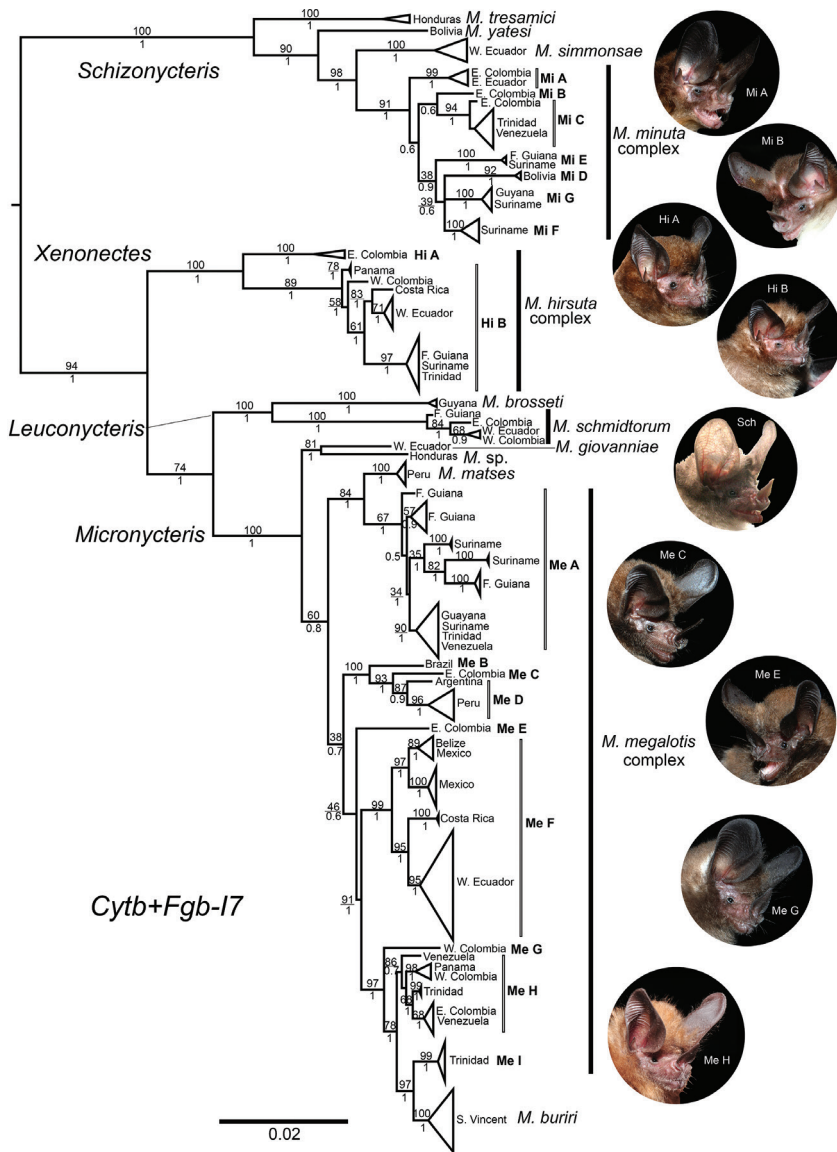 100
1
Honduras M. tresamici
Bolivia M. yatesi
90
1
100
1
W. Ecuador M. simmonsae
Schizonycteris
98
1
99
1
E. Colombia
E. Ecuador
Mi A
91
1
E. Colombia Mi B
0.6
94
1
E. Colombia
Trinidad
Venezuela
Mi C
0.6
M. minuta
complex
100
1
F. Guiana
Suriname
Mi E
38
0.9
92
1
Bolivia Mi D
39
0.6
100
1
Guyana
Suriname
Mi G
100
1
Suriname Mi F
100
1
Xenonectes
100
1
E. Colombia Hi A
100
1
89
1
78
1
Panama
W. Colombia
58
1
83
1
Costa Rica
71
1
W. Ecuador
61
1
Hi B
M. hirsuta
complex
97
1
F. Guiana
Suriname
Trinidad
94
1
100
1
Guyana M. brosseti
100
1
Leuconycteris
100
1
F. Guiana
84
1
E. Colombia
68
0.9
W. Ecuador
W. Colombia
M. schmidtorum
81
1
W. Ecuador M. giovanniae
Honduras M. sp.
74
1
100
1
Peru M. matses
84
1
Micronycteris
100
1
67
1
F. Guiana
57
0.9
F. Guiana
0.5
35
1
100
1
Suriname
82
1
100
1
Suriname
100
1
F. Guiana
Me A
34
1
90
1
Guayana
Suriname
Trinidad
Venezuela
60
0.8
100
1
Brazil Me B
93
1
E. Colombia Me C
87
0.9
Argentina
96
1
Peru
Me D
38
0.7
E. Colombia Me E
M. megalotis
complex
89
1
Belize
Mexico
97
1
100
1
Mexico
Me F
46
0.6
99
1
100
1
Costa Rica
95
1
95
1
W. Ecuador
91
1
Cytb+Fgb-I7
W. Colombia Me G
86
0.7
Venezuela
98
1
Panama
W. Colombia
97
1
99
1
Trinidad
68
1
68
1
E. Colombia
Venezuela
Me H
78
1
99
1
Trinidad Me I
97
1
100
1
S. Vincent M. buriri
0.02
Mi A
Mi B
Hi A
Hi B
Sch
Me C
Me E
Me G
Me H